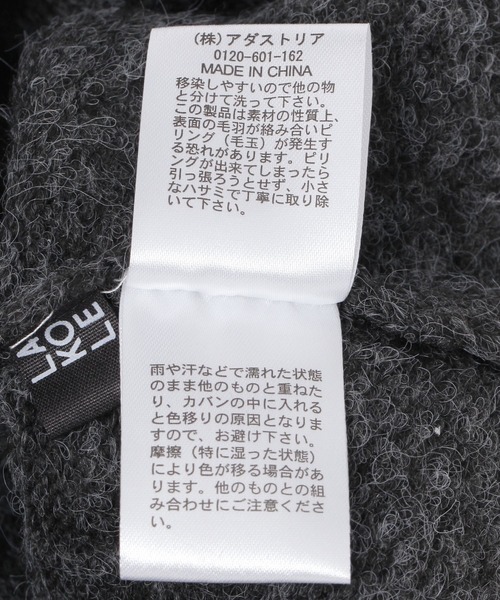 (株)アダストリア
0120-601-162
MADE IN CHINA
移染しやすいので他の物
と分けて洗って下さい。
この製品は素材の性質上、
表面の毛羽が絡み合いピ
リング(毛玉)が発生す
る恐れがあります。ピリ
ングが出来てしまったら
引っ張ろうとせず、小さ
なハサミで丁寧に取り除
いて下さい。
LA
KO
LE
雨や汗などで濡れた状態
のまま他のものと重ねた
り、カバンの中に入れる
と色移りの原因となりま
すので、お避け下さい。
摩擦(特に湿った状態)
により色が移る場合があ
ります。他のものとの組
み合わせにご注意くださ
い。